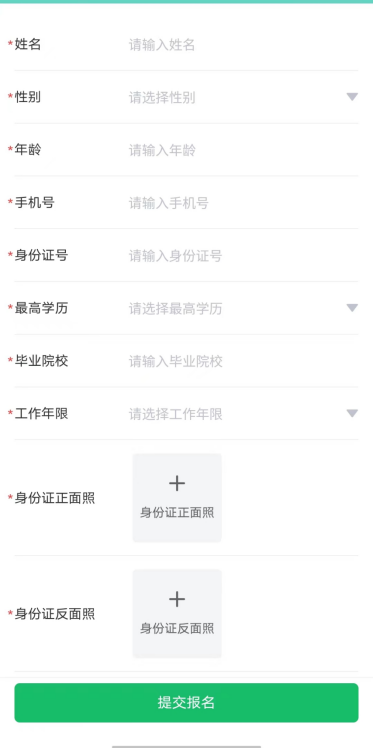 *姓名 请输入姓名
*性别 请选择性别
*年龄 请输入年龄
*手机号 请输入手机号
*身份证号 请输入身份证号
*最高学历 请选择最高学历
*毕业院校 请输入毕业院校
*工作年限 请选择工作年限
*身份证正面照
身份证正面照
*身份证反面照
身份证反面照
提交报名